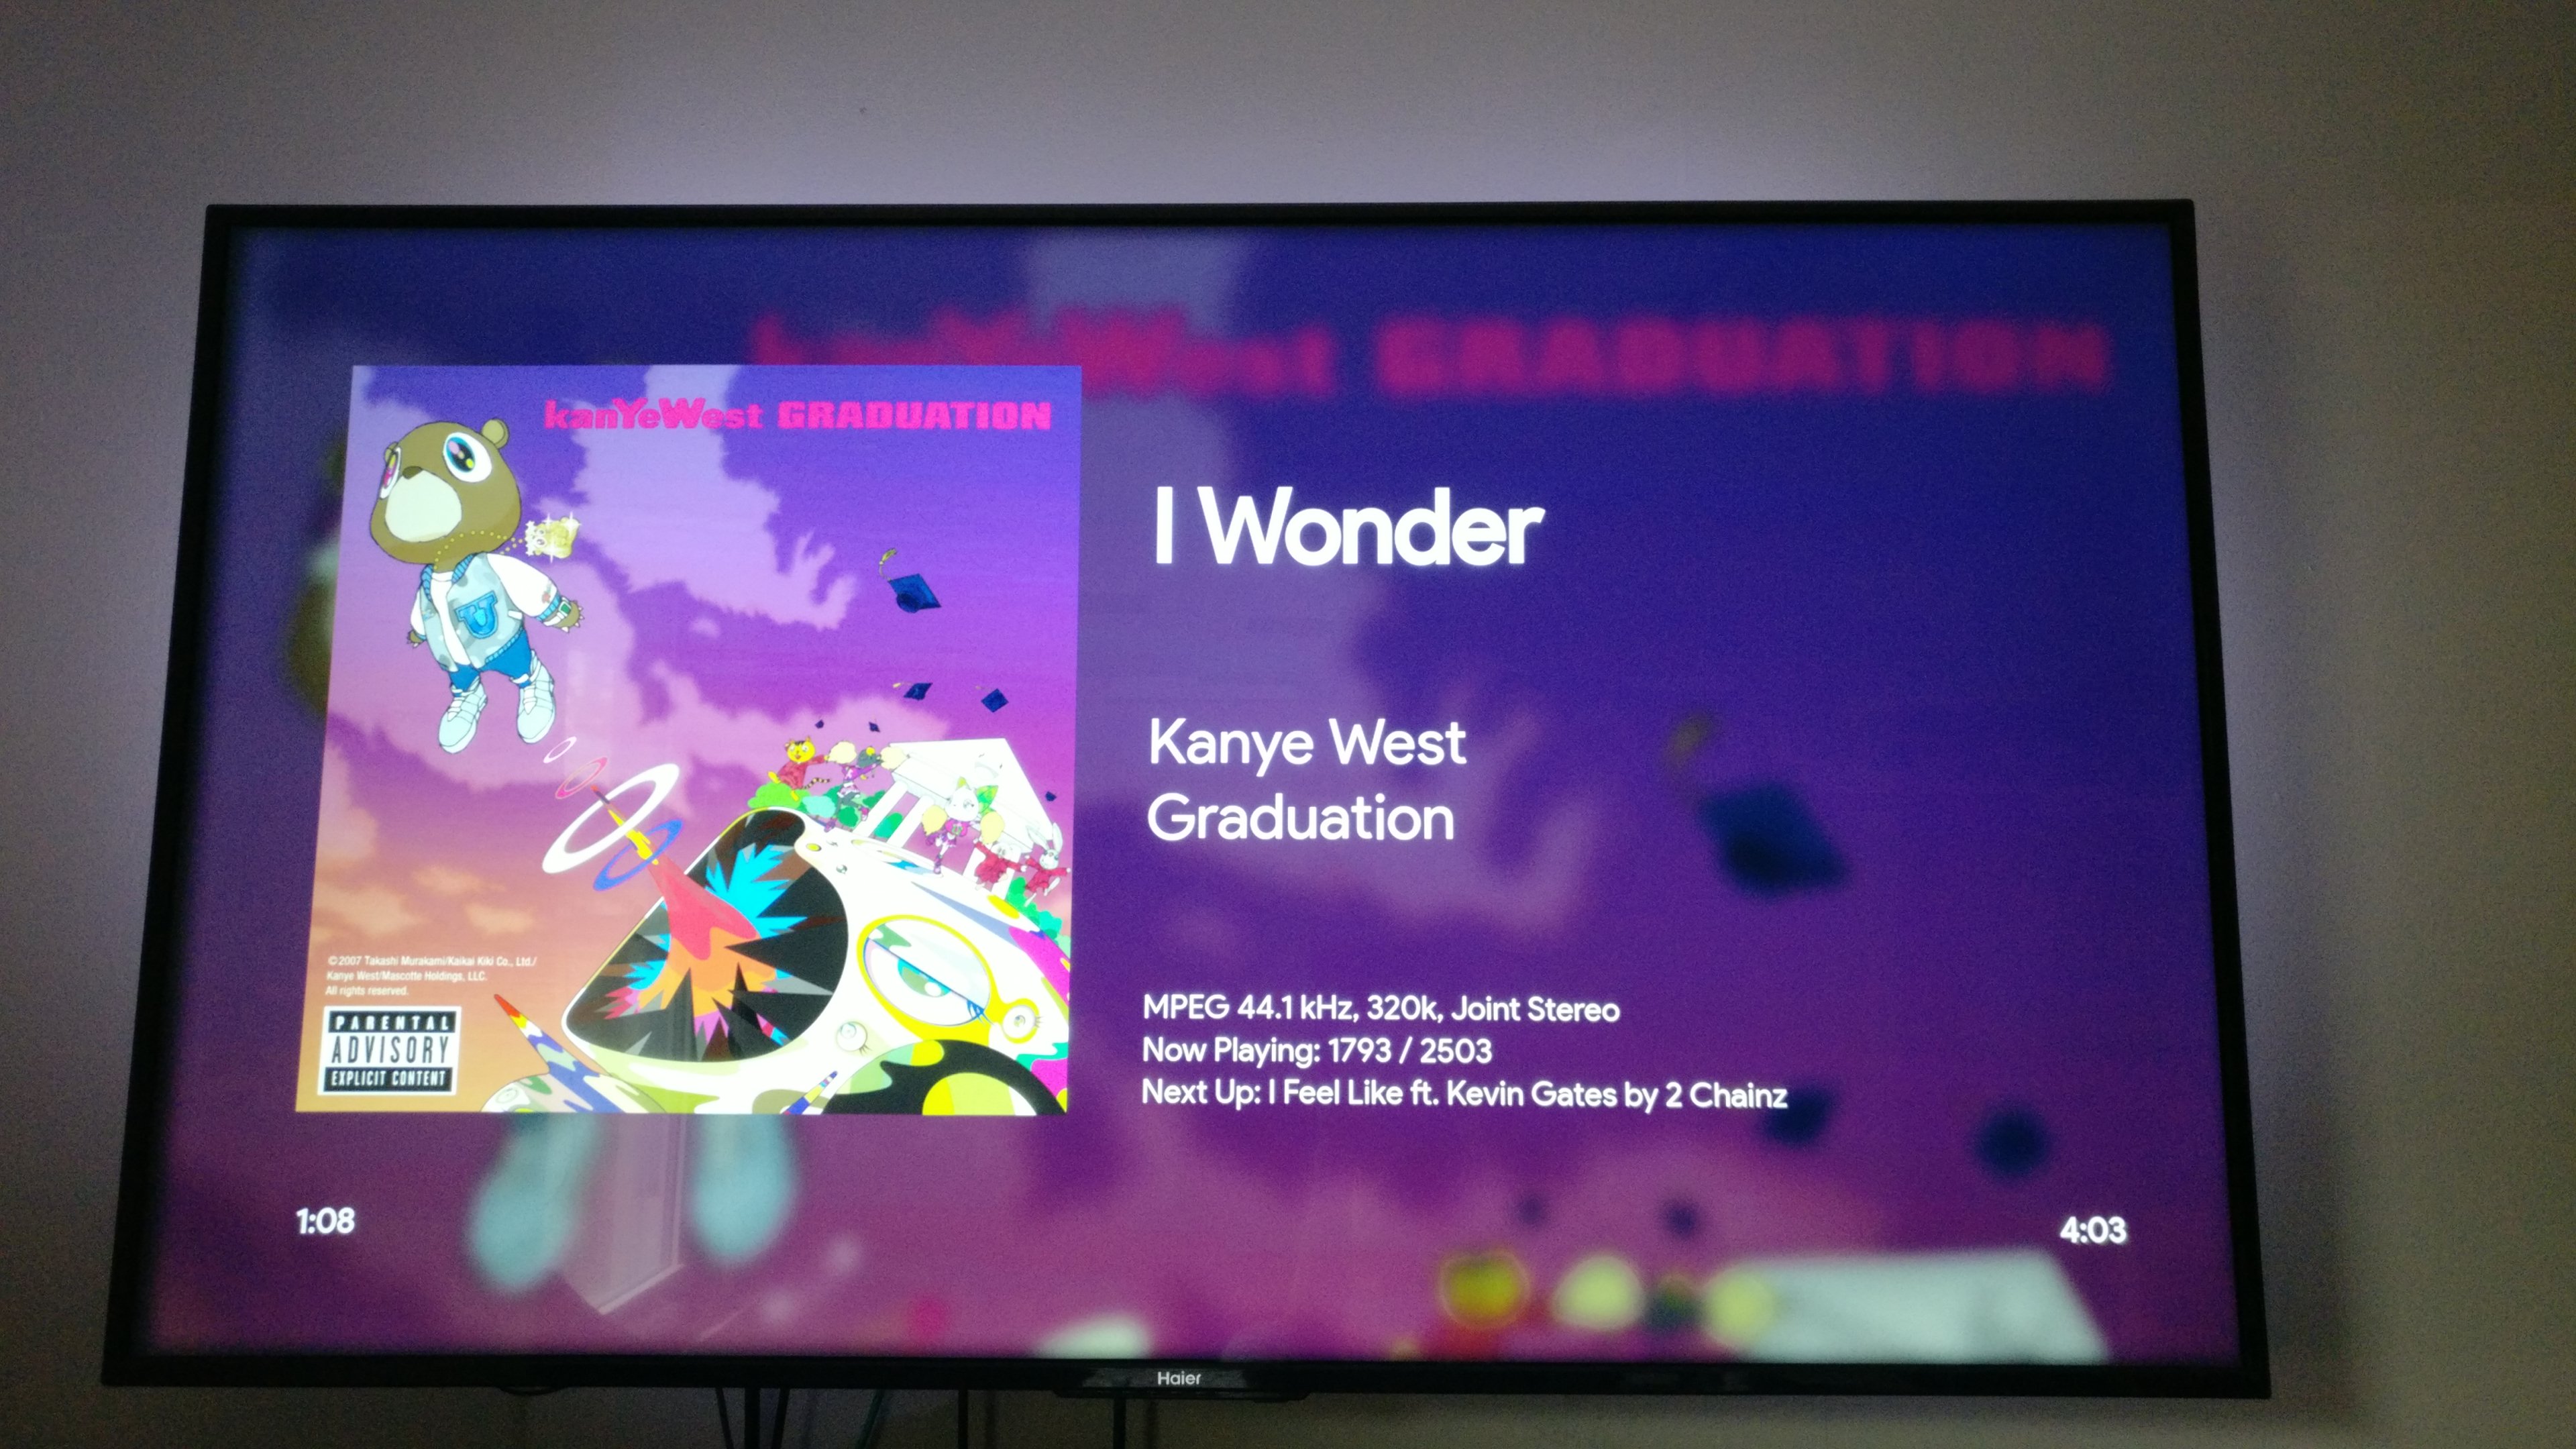 kanYeWest GRADUATION
kanYeWest GRADUATION
U
I Wonder
Kanye West
Graduation
©2007 Takashi Murakami/Kaikai Kiki Co., Ltd./
Kanye West/Mascotte Holdings, LLC.
All rights reserved.
PARENTAL
ADVISORY
EXPLICIT CONTENT
MPEG 44.1 kHz, 320k, Joint Stereo
Now Playing: 1793 / 2503
Next Up: I Feel Like ft. Kevin Gates by 2 Chainz
1:08
4:03
Haier